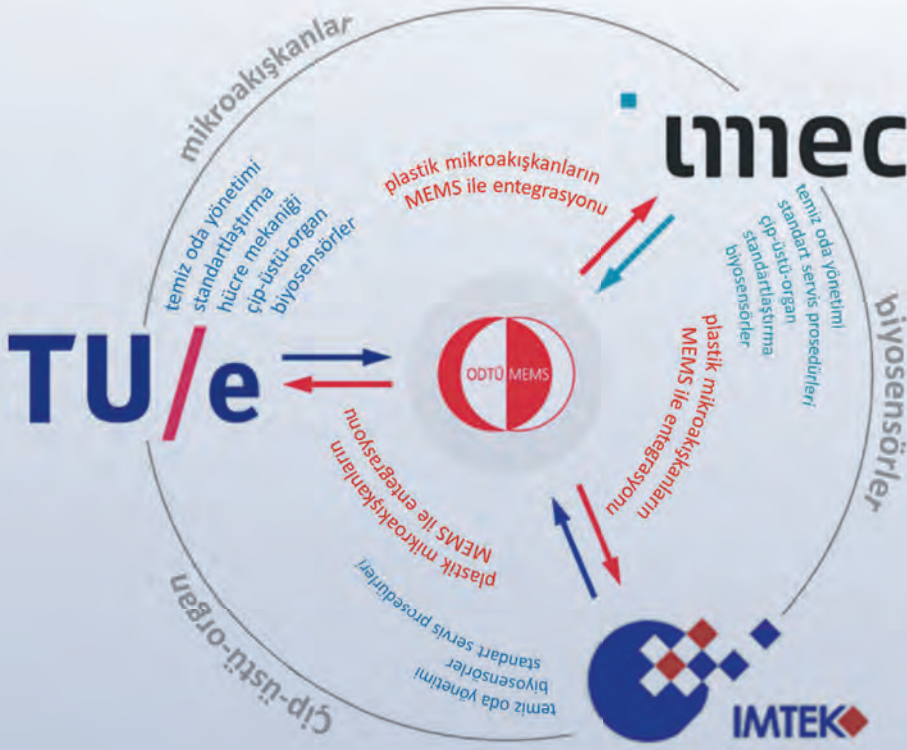 mikroakışkanlar
imec
plastik mikroakışkanların
MEMS ile entegrasyonu
temiz oda yönetimi
standartlaştırma
hücre mekaniği
çip-üstü-organ
biyosensörler
temiz oda yönetimi
standart servis prosedürleri
çip-üstü-organ
standartlaştırma
biyosensörler
biyosensörler
TU/e
ODTÜ MEMS
plastik mikroakışkanların
MEMS ile entegrasyonu
plastik mikroakışkanların
MEMS ile entegrasyonu
standart servis prosedürleri
biyosensörler
temiz oda yönetimi
Çip-üstü-organ
IMTEK